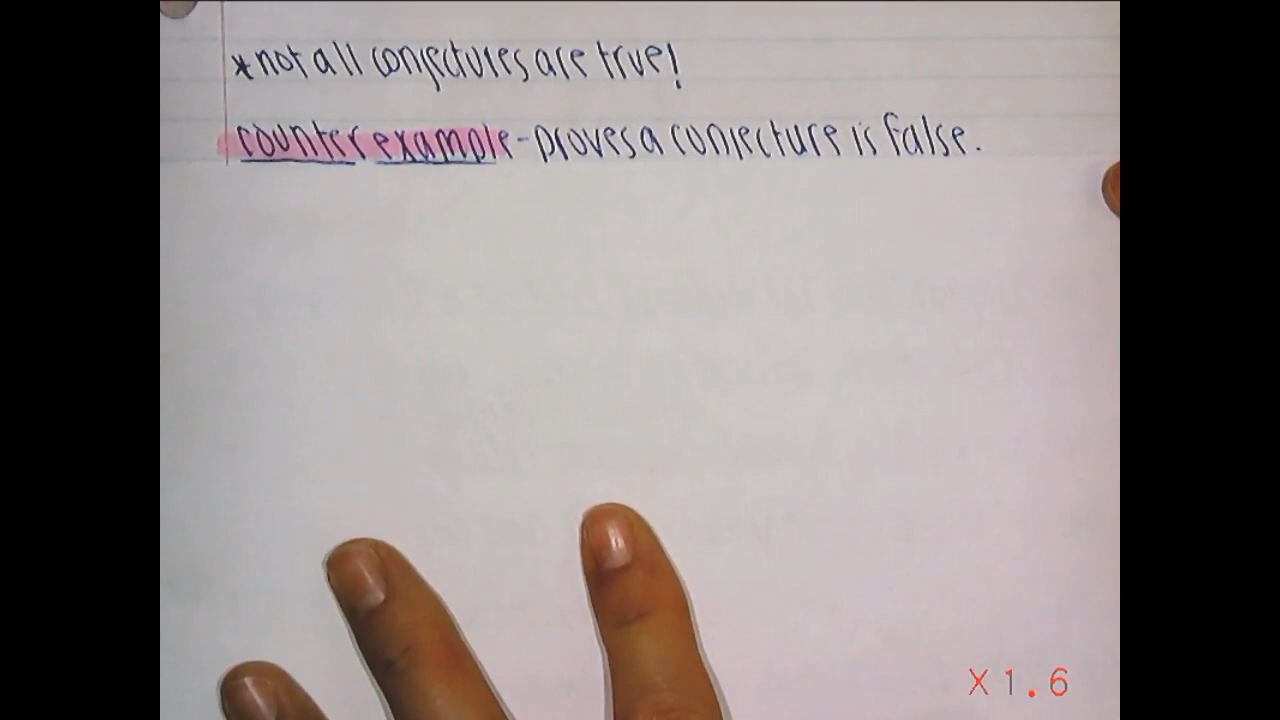 *not all conjectures are true!
counter example - proves a conjecture is false.
X1.6